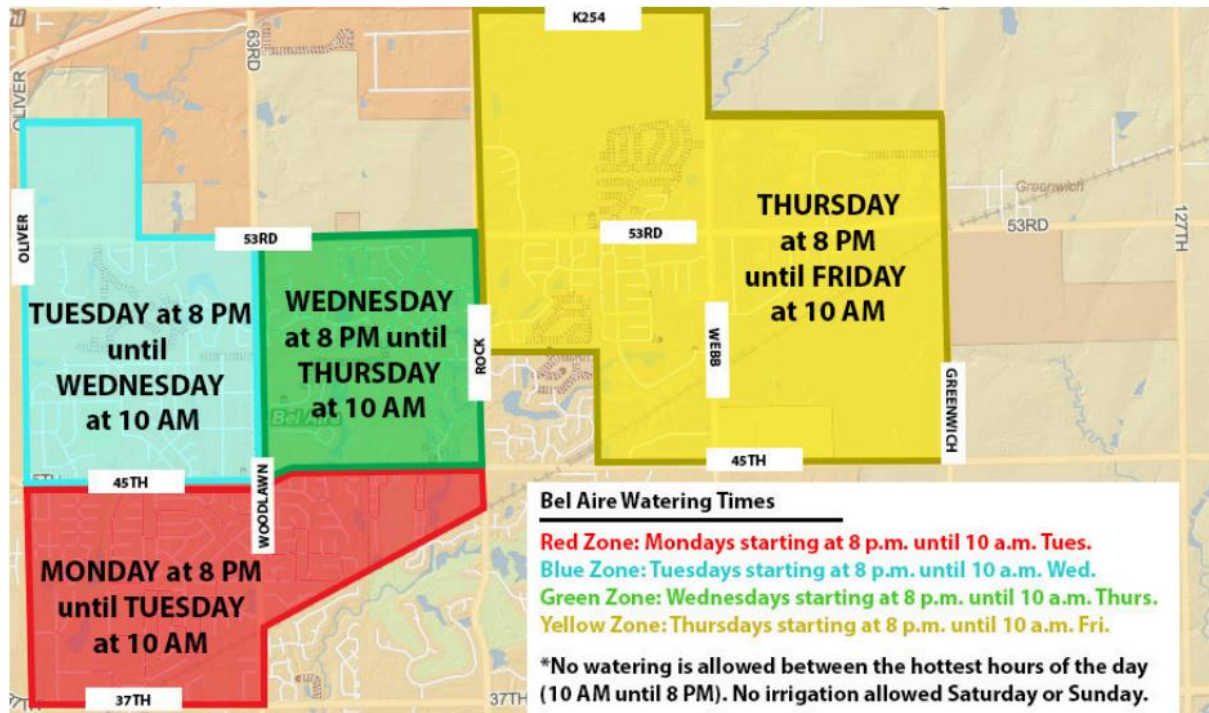 K254
OLIVER
63RD
OLIVER
53RD
53RD
Greenwich
53RD
127TH
TUESDAY at 8 PM
until
WEDNESDAY
at 10 AM
WEDNESDAY
at 8 PM until
THURSDAY
at 10 AM
Bel Aire
ROCK
THURSDAY
at 8 PM
until FRIDAY
at 10 AM
WEBB
GREENWICH
45TH
WOODLAWN
45TH
MONDAY at 8 PM
until TUESDAY
at 10 AM
37TH
37TH
Bel Aire Watering Times
Red Zone: Mondays starting at 8 p.m. until 10 a.m. Tues.
Blue Zone: Tuesdays starting at 8 p.m. until 10 a.m. Wed.
Green Zone: Wednesdays starting at 8 p.m. until 10 a.m. Thurs.
Yellow Zone: Thursdays starting at 8 p.m. until 10 a.m. Fri.
*No watering is allowed between the hottest hours of the day
(10 AM until 8 PM). No irrigation allowed Saturday or Sunday.